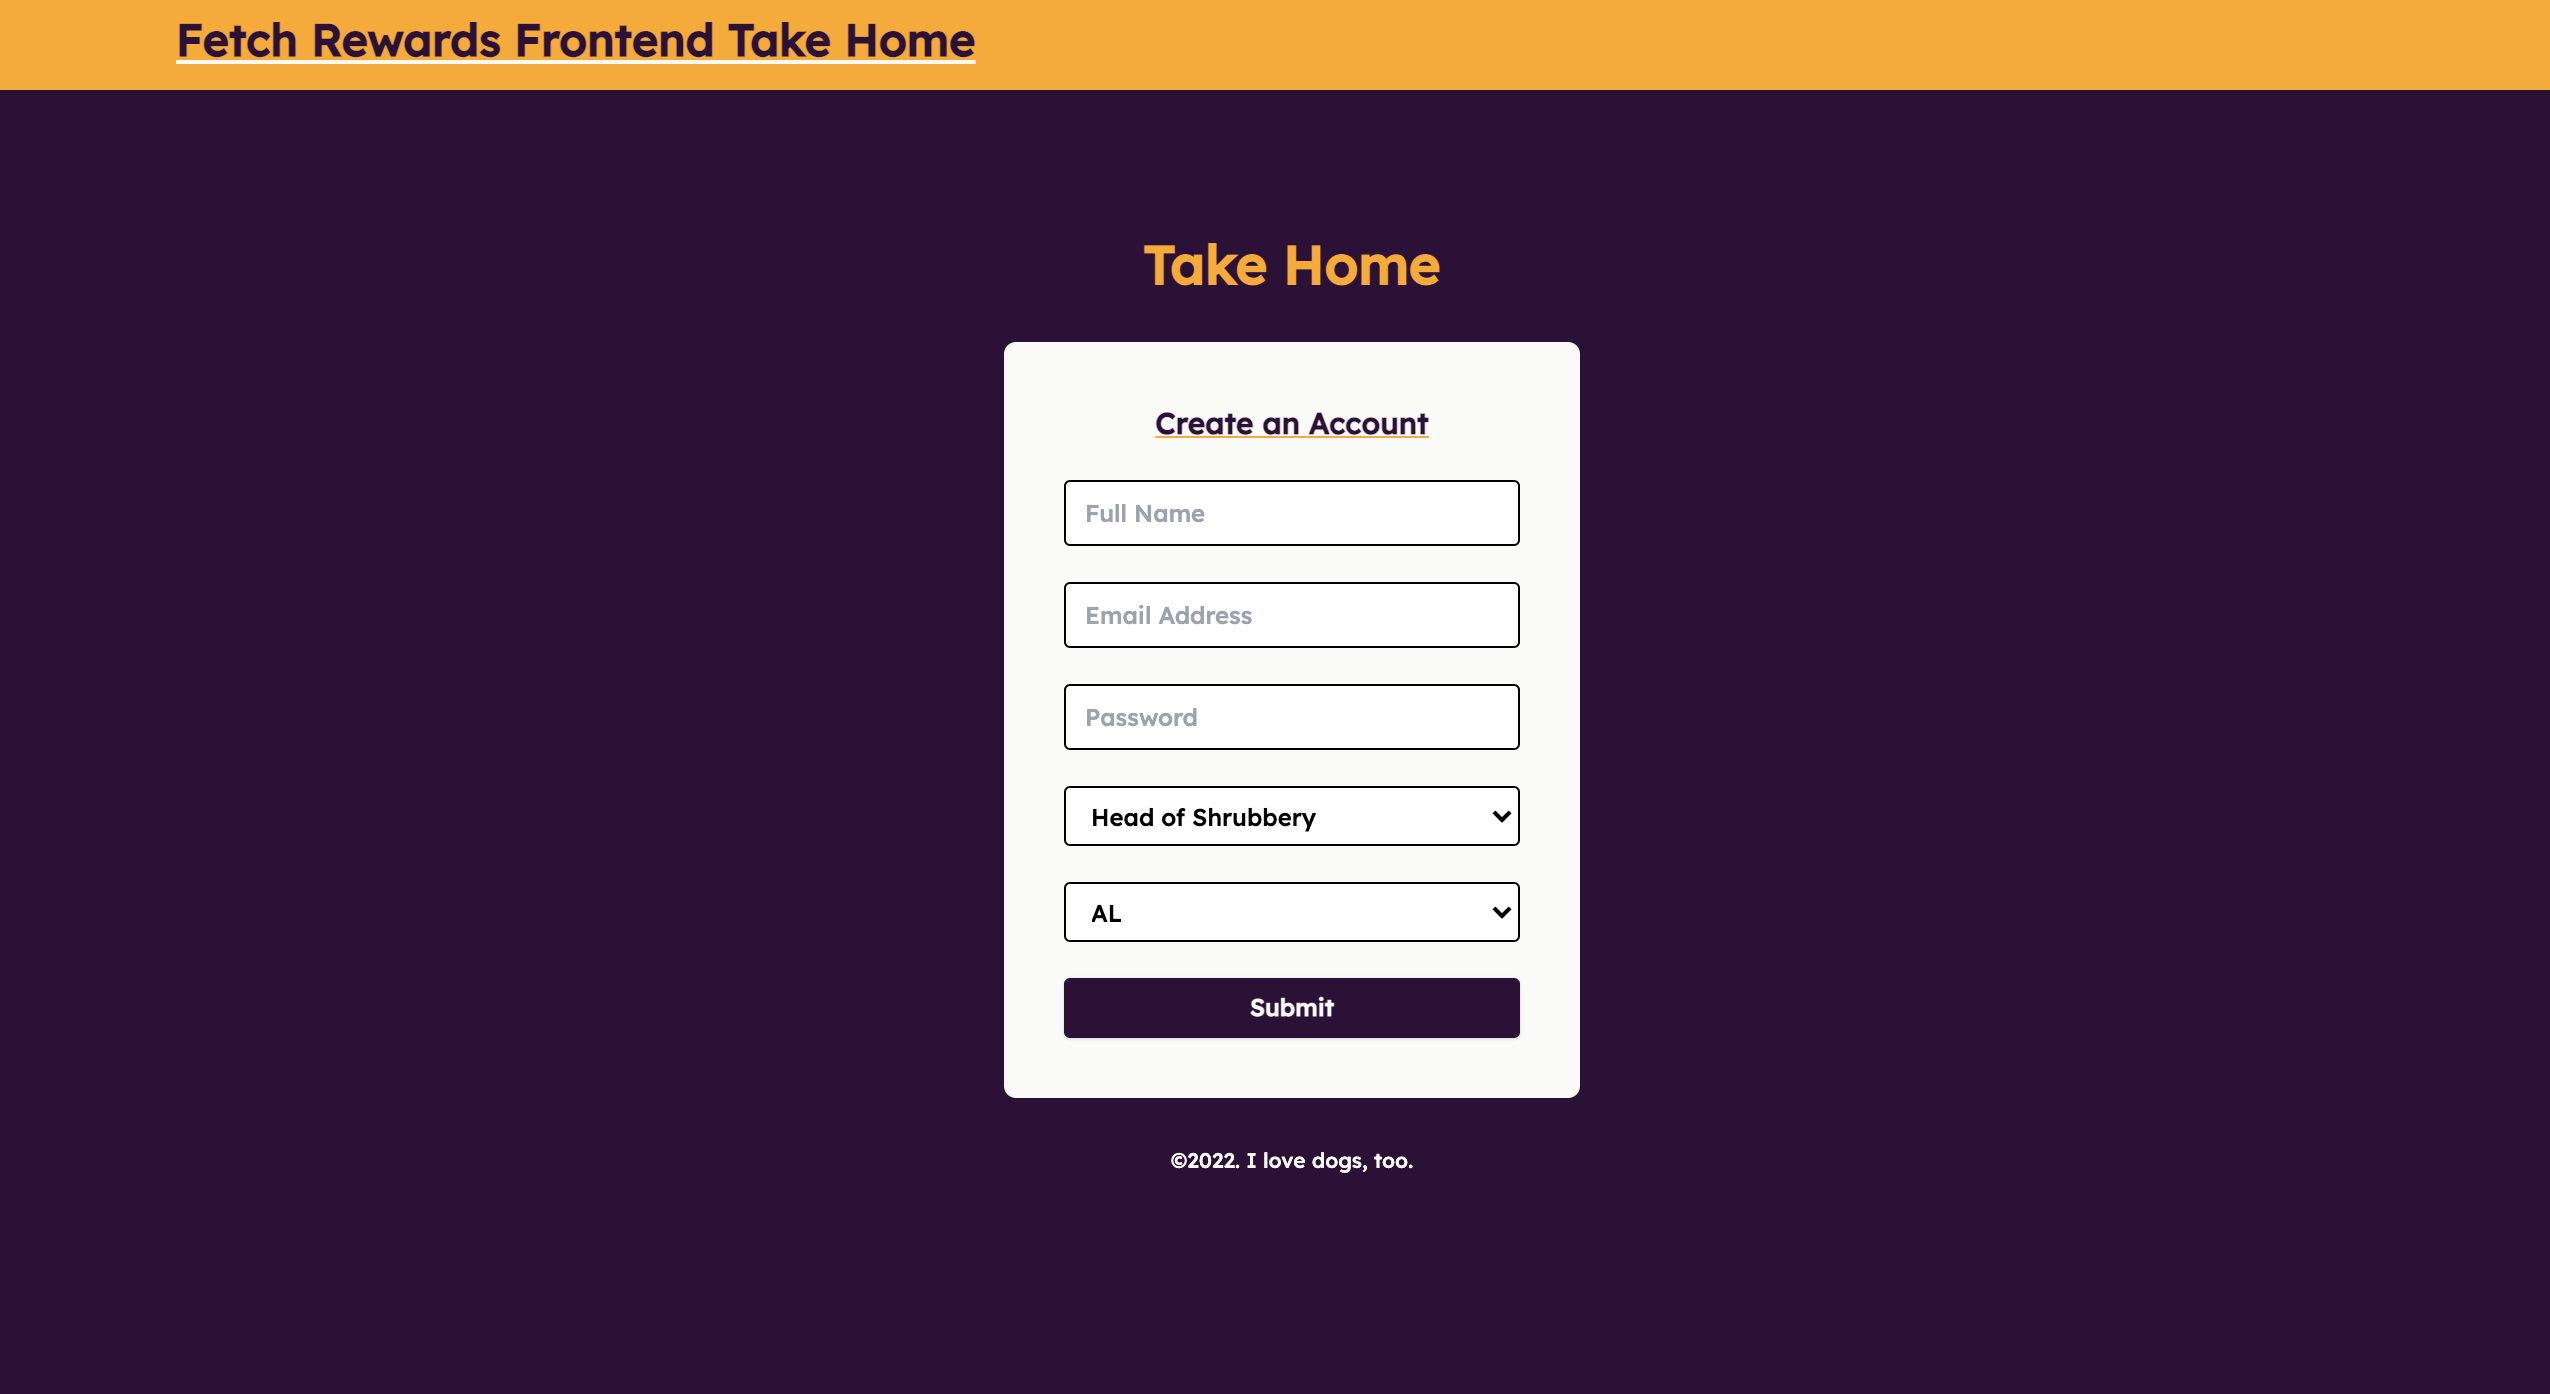 Fetch Rewards Frontend Take Home
Take Home
Create an Account
Full Name
Email Address
Password
Head of Shrubbery
AL
Submit
©2022. I love dogs, too.